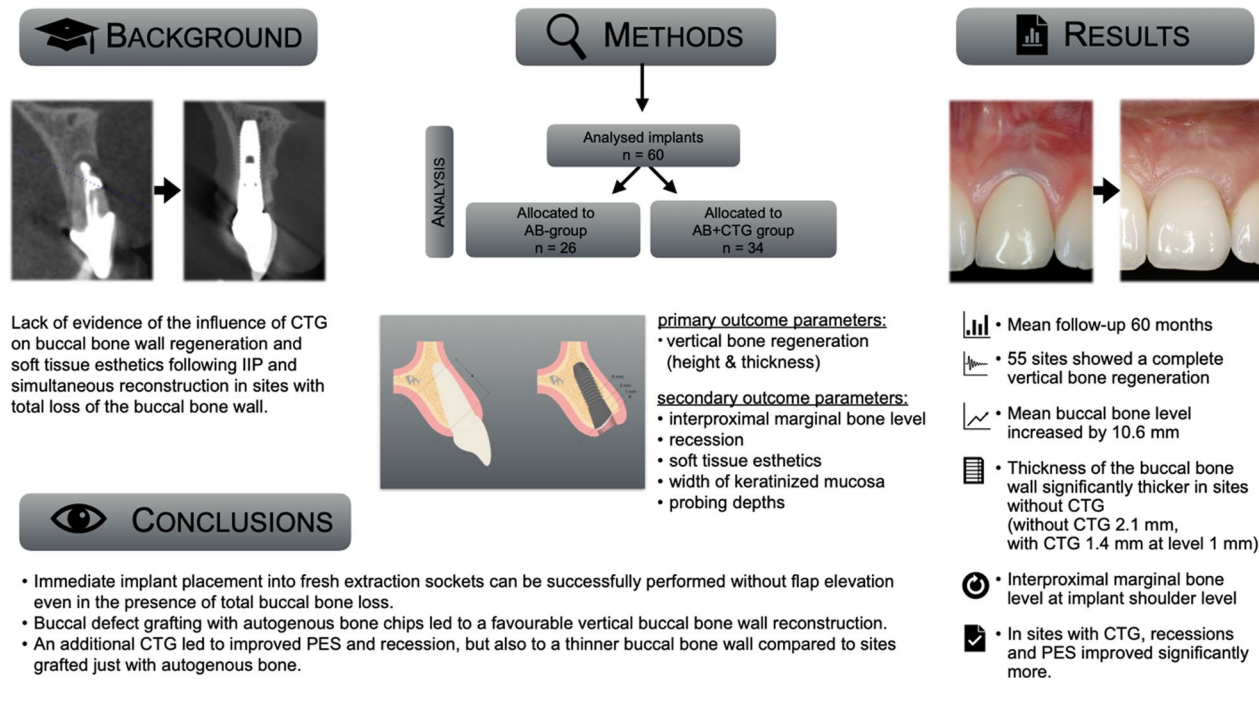 BACKGROUND
Lack of evidence of the influence of CTG
on buccal bone wall regeneration and
soft tissue esthetics following IIP and
simultaneous reconstruction in sites with
total loss of the buccal bone wall.
METHODS
ANALYSIS
Analysed implants
n = 60
Allocated to
AB-group
n = 26
Allocated to
AB+CTG group
n = 34
primary outcome parameters:
• vertical bone regeneration
(height & thickness)
secondary outcome parameters:
• interproximal marginal bone level
• recession
• soft tissue esthetics
• width of keratinized mucosa
• probing depths
RESULTS
• Mean follow-up 60 months
• 55 sites showed a complete
vertical bone regeneration
• Mean buccal bone level
increased by 10.6 mm
• Thickness of the buccal bone
wall significantly thicker in sites
without CTG
(without CTG 2.1 mm,
with CTG 1.4 mm at level 1 mm)
• Interproximal marginal bone
level at implant shoulder level
• In sites with CTG, recessions
and PES improved significantly
more.
CONCLUSIONS
• Immediate implant placement into fresh extraction sockets can be successfully performed without flap elevation
even in the presence of total buccal bone loss.
• Buccal defect grafting with autogenous bone chips led to a favourable vertical buccal bone wall reconstruction.
• An additional CTG led to improved PES and recession, but also to a thinner buccal bone wall compared to sites
grafted just with autogenous bone.